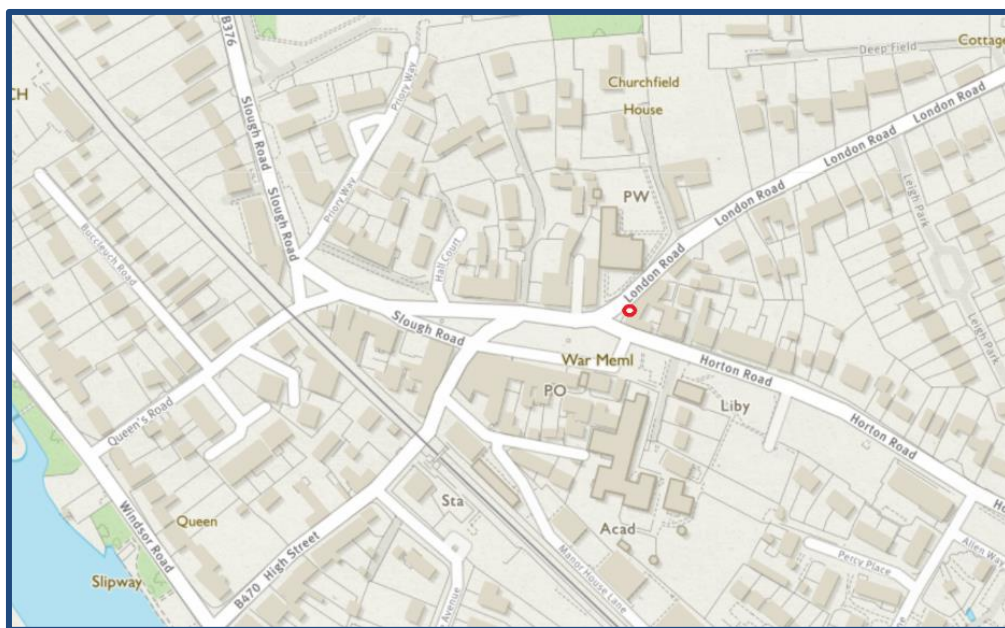 B376
Deep Field
Cottage
CH
Priory Way
Churchfield
House
London Road
London Road
Slough Road
London Road
Slough Road
Priory Way
PW
London Road
Leigh Park
Buccleuch Road
Hall Court
London Road
Slough Road
War Meml
Leigh Park
Horton Road
PO
Liby
Queen's Road
Horton Road
Sta
Queen
Windsor Road
Acad
B470 High Street
Manor House Lane
Percy Place
Allen Way
Slipway
Avenue